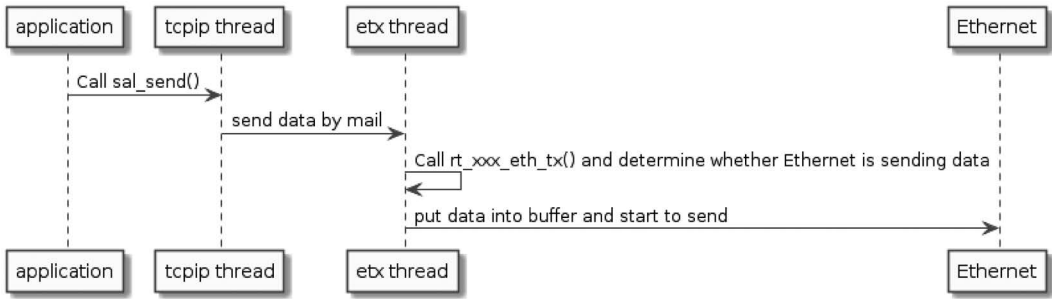 application
tcpip thread
etx thread
Ethernet
Call sal_send()
send data by mail
Call rt_xxx_eth_tx() and determine whether Ethernet is sending data
put data into buffer and start to send
application
tcpip thread
etx thread
Ethernet